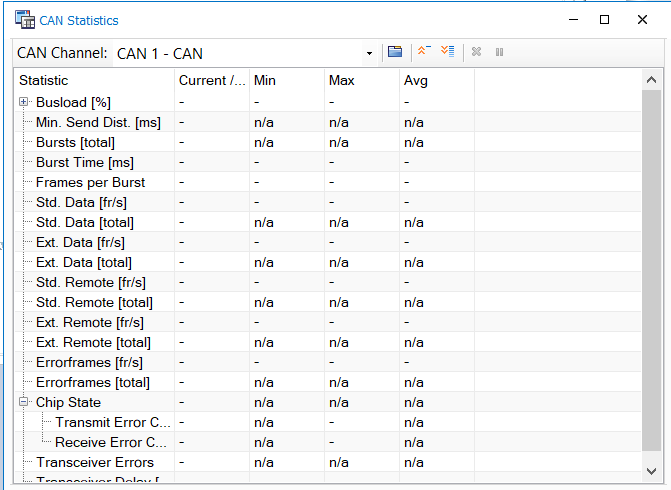 CAN Statistics
CAN Channel: CAN 1 - CAN
Statistic Current /... Min Max Avg
Busload [%] - - - -
Min. Send Dist. [ms] - n/a n/a n/a
Bursts [total] - n/a n/a n/a
Burst Time [ms] - - - -
Frames per Burst - - - -
Std. Data [fr/s] - - - -
Std. Data [total] - n/a n/a n/a
Ext. Data [fr/s] - - - -
Ext. Data [total] - n/a n/a n/a
Std. Remote [fr/s] - - - -
Std. Remote [total] - n/a n/a n/a
Ext. Remote [fr/s] - - - -
Ext. Remote [total] - n/a n/a n/a
Errorframes [fr/s] - - - -
Errorframes [total] - n/a n/a n/a
Chip State - n/a n/a n/a
Transmit Error C... - n/a - n/a
Receive Error C... - n/a - n/a
Transceiver Errors - n/a n/a n/a
Transceiver Delay [